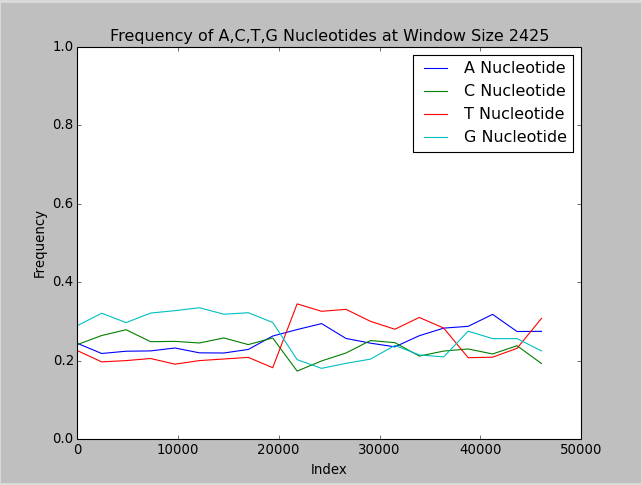 Frequency of A,C,T,G Nucleotides at Window Size 2425
1.0
A Nucleotide
C Nucleotide
T Nucleotide
G Nucleotide
0.8
0.6
Frequency
0.4
0.2
0.0
0 10000 20000 30000 40000 50000
Index